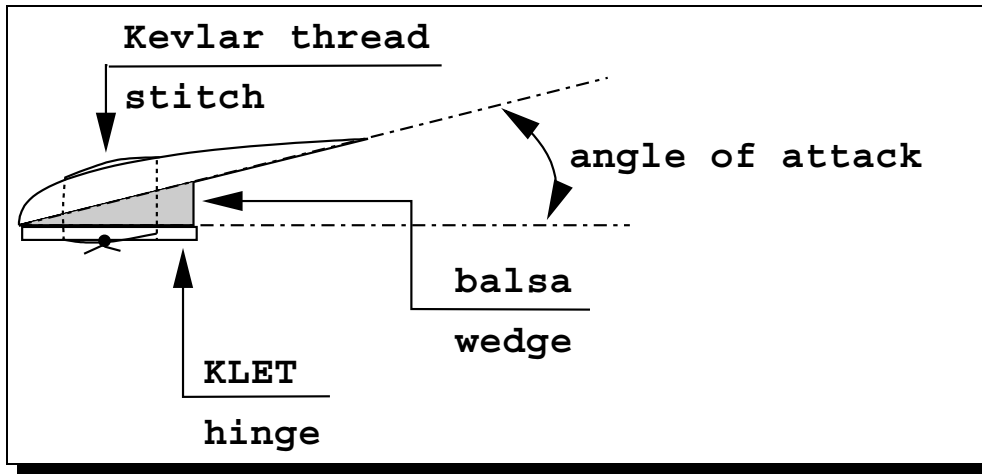 Kevlar thread
stitch
angle of attack
balsa
wedge
KLET
hinge